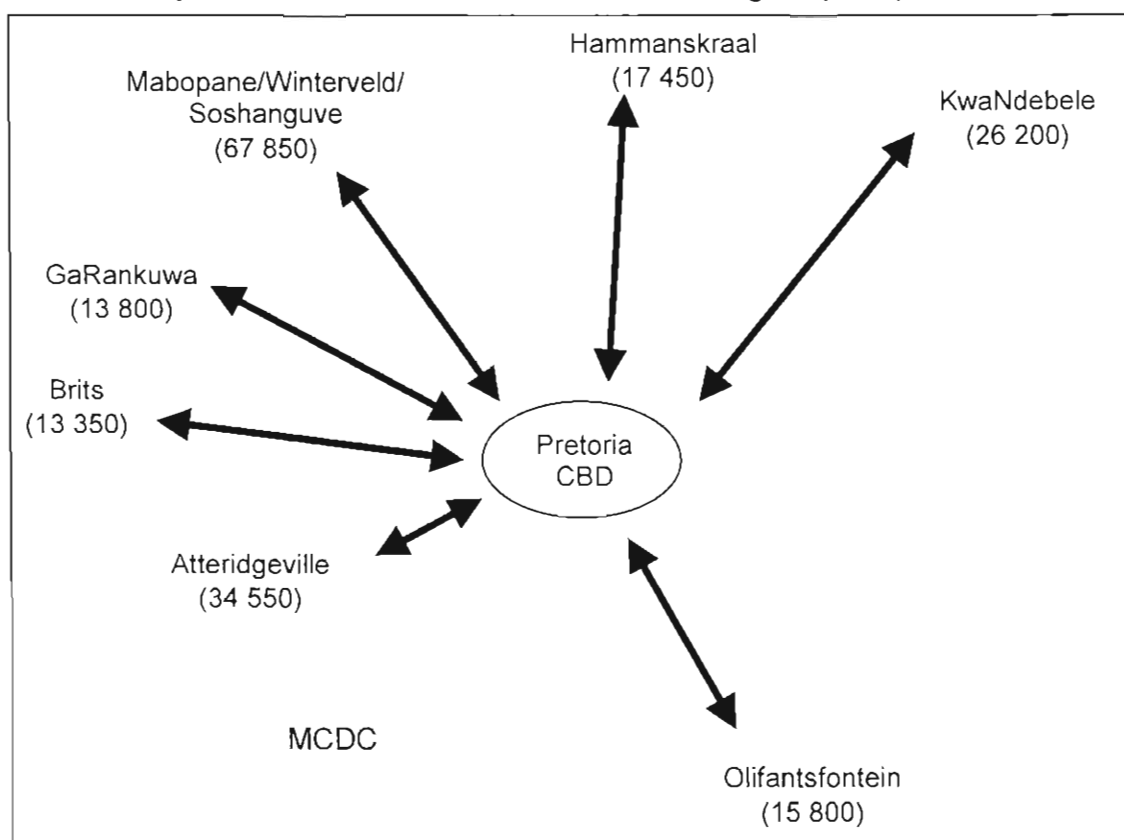 Hammanskraal
(17 450)
Mabopane/Winterveld/
Soshanguve
(67 850)
KwaNdebele
(26 200)
GaRankuwa
(13 800)
Brits
(13 350)
Pretoria
CBD
Atteridgeville
(34 550)
MCDC
Olifantsfontein
(15 800)